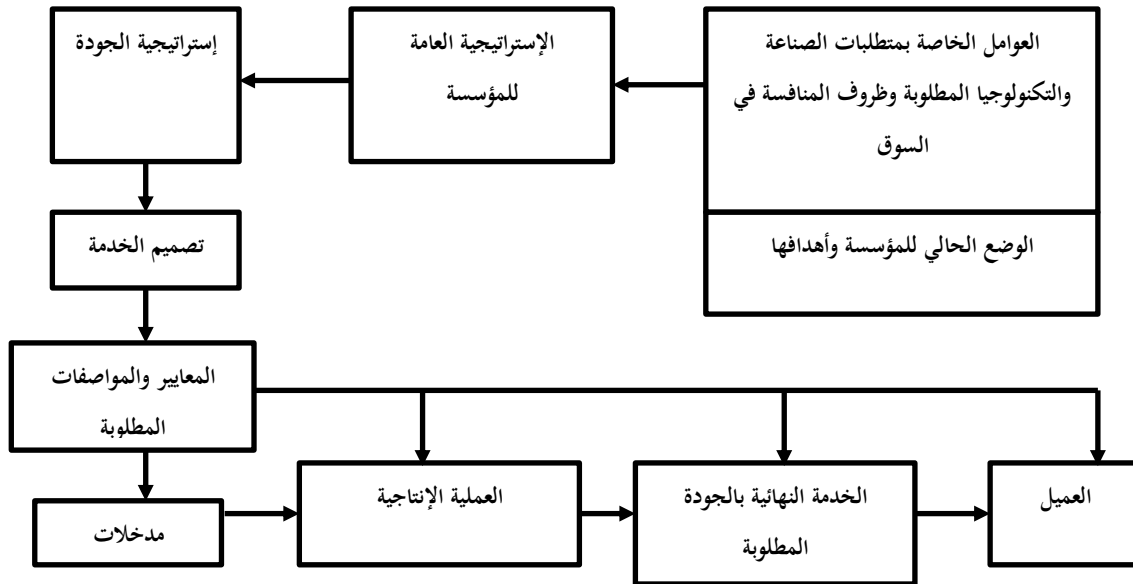 العوامل الخاصة بمتطلبات الصناعة
والتكنولوجيا المطلوبة وظروف المنافسة في
السوق
الوضع الحالي للمؤسسة وأهدافها
الإستراتيجية العامة
للمؤسسة
إستراتيجية الجودة
تصميم الخدمة
المعايير والمواصفات
المطلوبة
مدخلات
العملية الإنتاجية
الخدمة النهائية بالجودة
المطلوبة
العميل